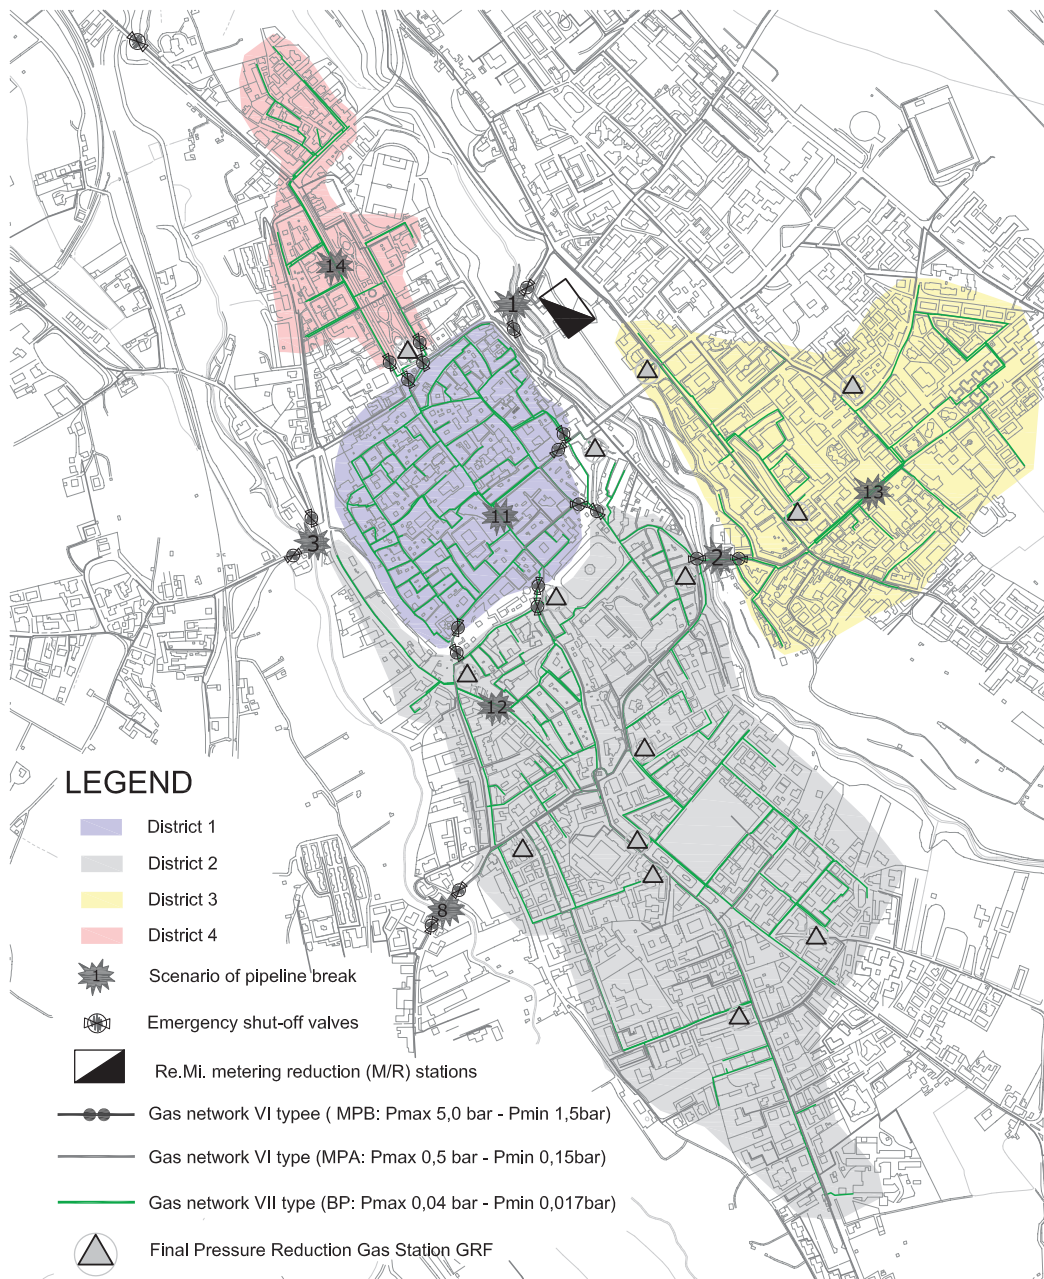 14
1
13
11
3
2
12
8
LEGEND
District 1
District 2
District 3
District 4
1
Scenario of pipeline break
Emergency shut-off valves
Re.Mi. metering reduction (M/R) stations
Gas network VI typee ( MPB: Pmax 5,0 bar - Pmin 1,5bar)
Gas network VI type (MPA: Pmax 0,5 bar - Pmin 0,15bar)
Gas network VII type (BP: Pmax 0,04 bar - Pmin 0,017bar)
Final Pressure Reduction Gas Station GRF